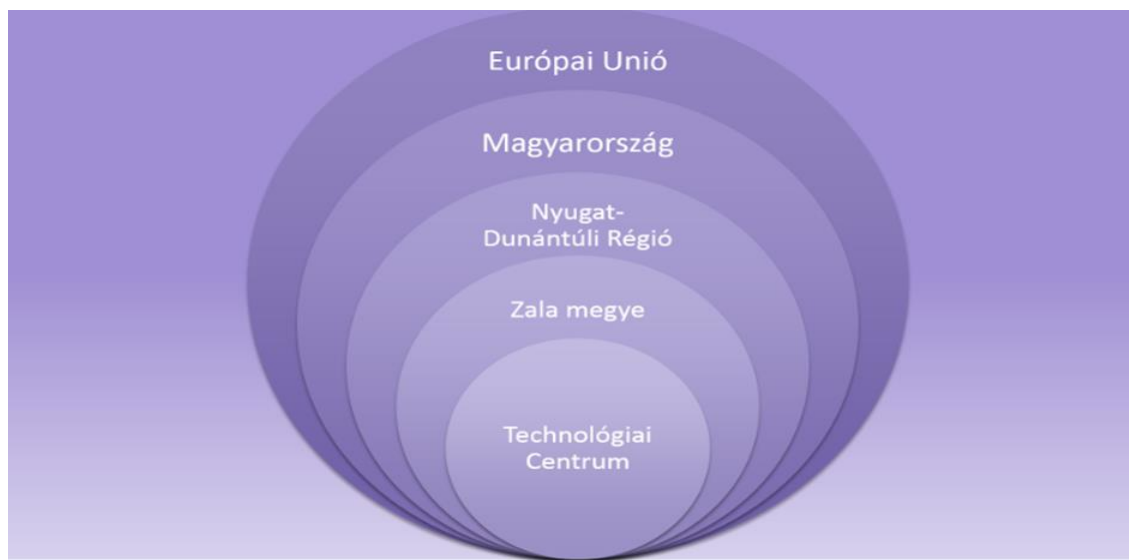 Európai Unió
Magyarország
Nyugat-
Dunántúli Régió
Zala megye
Technológiai
Centrum